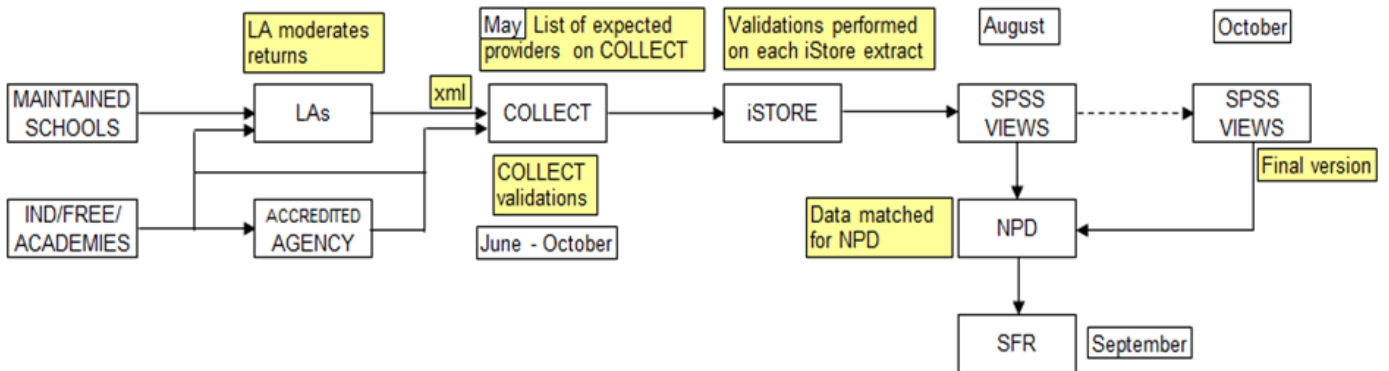 LA moderates
returns
May List of expected
providers on COLLECT
Validations performed
on each iStore extract
August
October
MAINTAINED
SCHOOLS
LAs
xml
COLLECT
iSTORE
SPSS
VIEWS
SPSS
VIEWS
COLLECT
validations
Final version
IND/FREE/
ACADEMIES
ACCREDITED
AGENCY
June - October
Data matched
for NPD
NPD
SFR
September